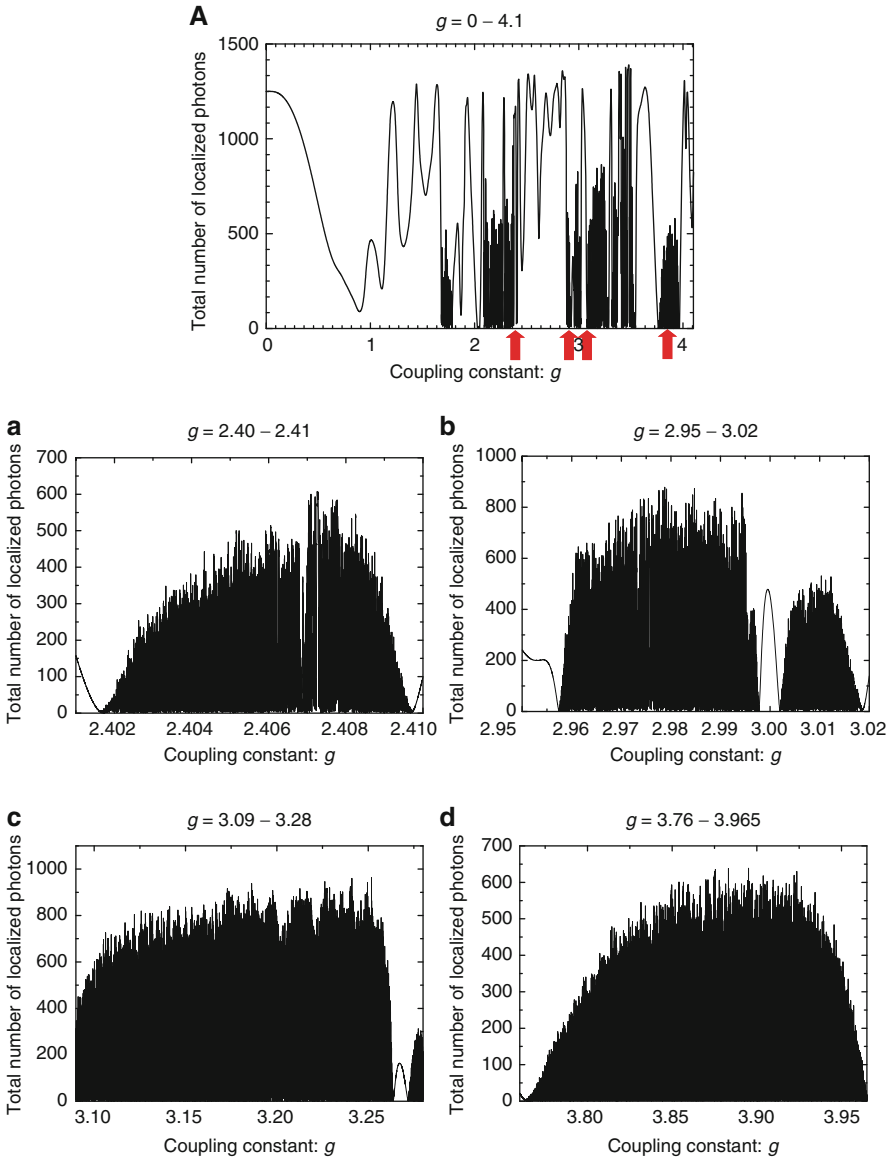 A
g = 0 – 4.1
Total number of localized photons
1500
1000
500
0
0 1 2 3 4
Coupling constant: g
a
g = 2.40 – 2.41
Total number of localized photons
700
600
500
400
300
200
100
0
2.402 2.404 2.406 2.408 2.410
Coupling constant: g
b
g = 2.95 – 3.02
Total number of localized photons
1000
800
600
400
200
0
2.95 2.96 2.97 2.98 2.99 3.00 3.01 3.02
Coupling constant: g
c
g = 3.09 – 3.28
Total number of localized photons
1000
800
600
400
200
0
3.10 3.15 3.20 3.25
Coupling constant: g
d
g = 3.76 – 3.965
Total number of localized photons
700
600
500
400
300
200
100
0
3.80 3.85 3.90 3.95
Coupling constant: g